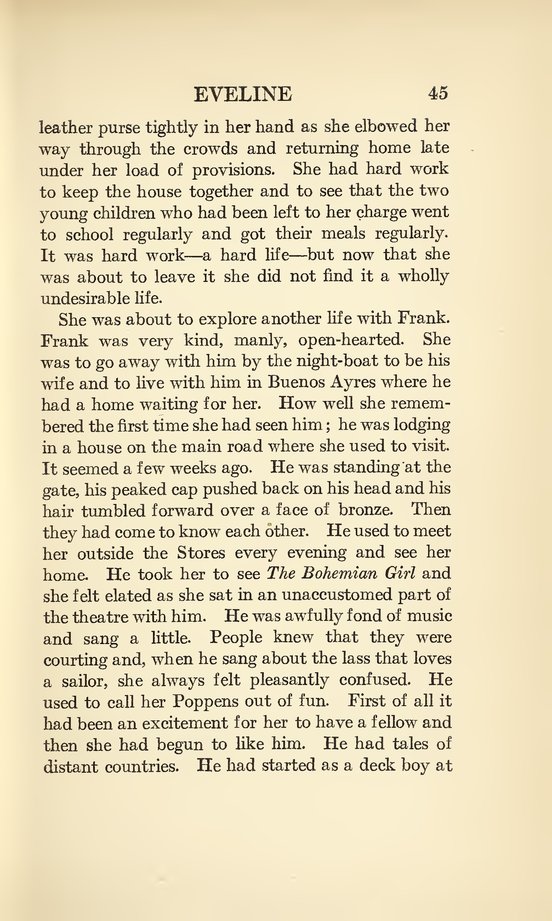 EVELINE 45
leather purse tightly in her hand as she elbowed her
way through the crowds and returning home late
under her load of provisions. She had hard work
to keep the house together and to see that the two
young children who had been left to her charge went
to school regularly and got their meals regularly.
It was hard work—a hard life—but now that she
was about to leave it she did not find it a wholly
undesirable life.
She was about to explore another life with Frank.
Frank was very kind, manly, open-hearted. She
was to go away with him by the night-boat to be his
wife and to live with him in Buenos Ayres where he
had a home waiting for her. How well she remem-
bered the first time she had seen him; he was lodging
in a house on the main road where she used to visit.
It seemed a few weeks ago. He was standing at the
gate, his peaked cap pushed back on his head and his
hair tumbled forward over a face of bronze. Then
they had come to know each other. He used to meet
her outside the Stores every evening and see her
home. He took her to see The Bohemian Girl and
she felt elated as she sat in an unaccustomed part of
the theatre with him. He was awfully fond of music
and sang a little. People knew that they were
courting and, when he sang about the lass that loves
a sailor, she always felt pleasantly confused. He
used to call her Poppens out of fun. First of all it
had been an excitement for her to have a fellow and
then she had begun to like him. He had tales of
distant countries. He had started as a deck boy at